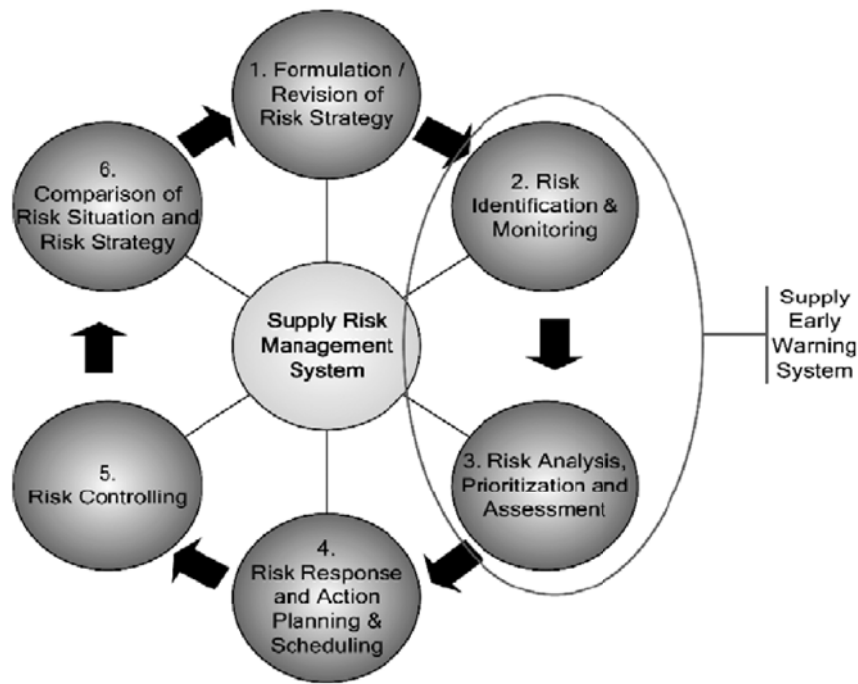 1. Formulation /
Revision of
Risk Strategy
2. Risk
Identification &
Monitoring
3. Risk Analysis,
Prioritization and
Assessment
4.
Risk Response
and Action
Planning &
Scheduling
5.
Risk Controlling
6.
Comparison of
Risk Situation and
Risk Strategy
Supply Risk
Management
System
Supply
Early
Warning
System